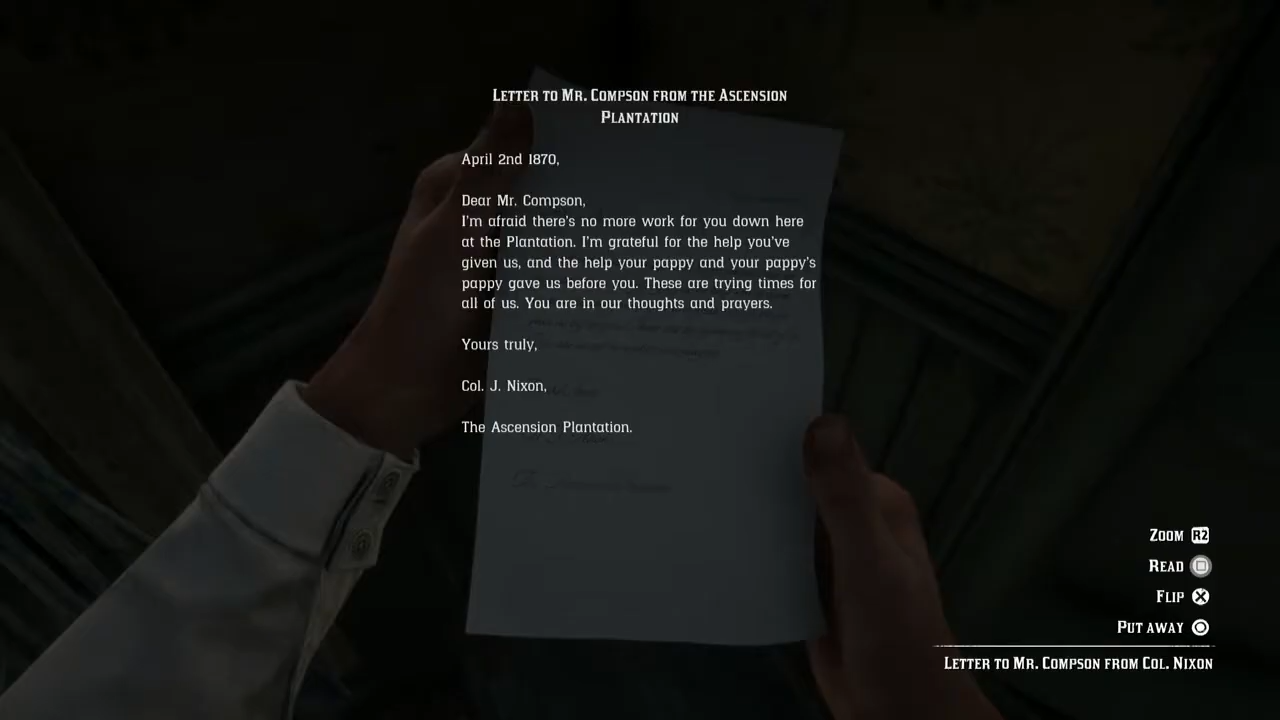 Letter to Mr. Compson from the Ascension
Plantation
April 2nd 1870,
Dear Mr. Compson,
I'm afraid there's no more work for you down here
at the Plantation. I'm grateful for the help you've
given us, and the help your pappy and your pappy's
pappy gave us before you. These are trying times for
all of us. You are in our thoughts and prayers.
Yours truly,
Col. J. Nixon,
The Ascension Plantation.
Zoom R2
Read
Flip
Put away
Letter to Mr. Compson from Col. Nixon